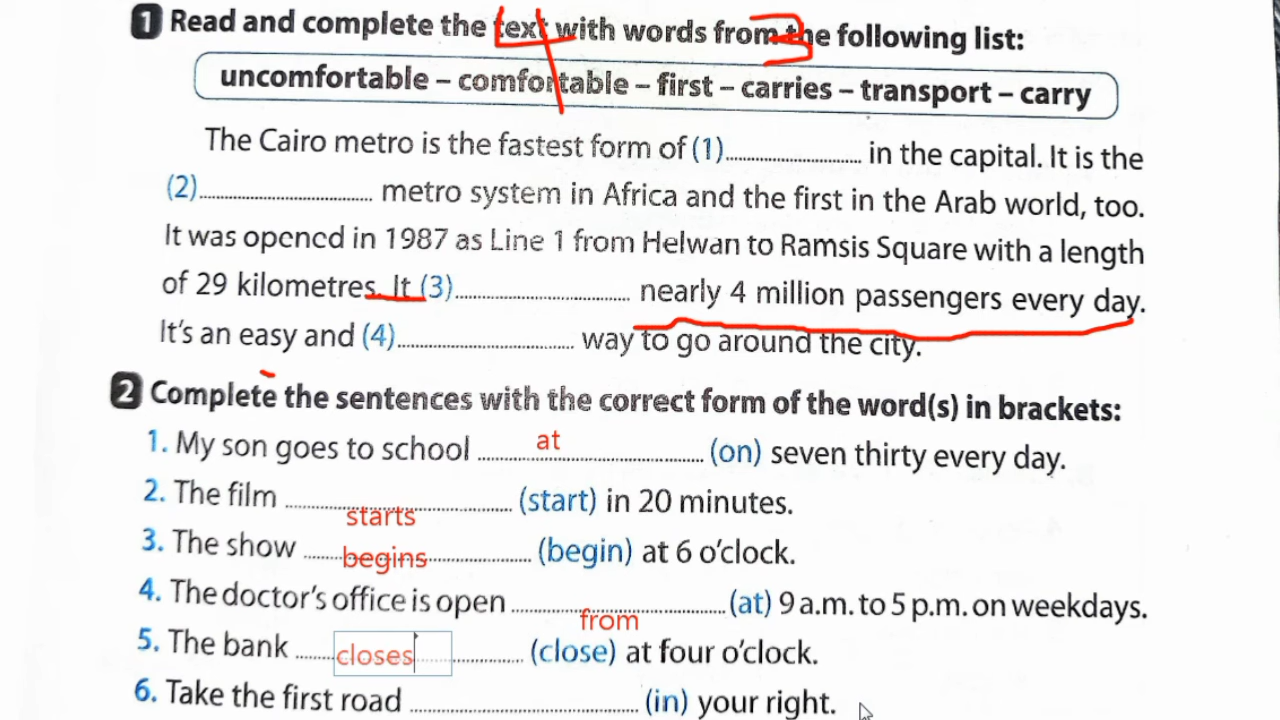 1 Read and complete the text with words from the following list:
4 3
uncomfortable – comfortable – first – carries – transport – carry
The Cairo metro is the fastest form of (1)........................ in the capital. It is the
(2)........................ metro system in Africa and the first in the Arab world, too.
It was opened in 1987 as Line 1 from Helwan to Ramsis Square with a length
of 29 kilometres. It (3)........................ nearly 4 million passengers every day.
It's an easy and (4)........................ way to go around the city.
2 Complete the sentences with the correct form of the word(s) in brackets:
1. My son goes to school ........ at ........ (on) seven thirty every day.
2. The film ........ starts ........ (start) in 20 minutes.
3. The show ........ begins ........ (begin) at 6 o'clock.
4. The doctor's office is open ........ from ........ (at) 9 a.m. to 5 p.m. on weekdays.
5. The bank ........ closes ........ (close) at four o'clock.
6. Take the first road ........................ (in) your right.